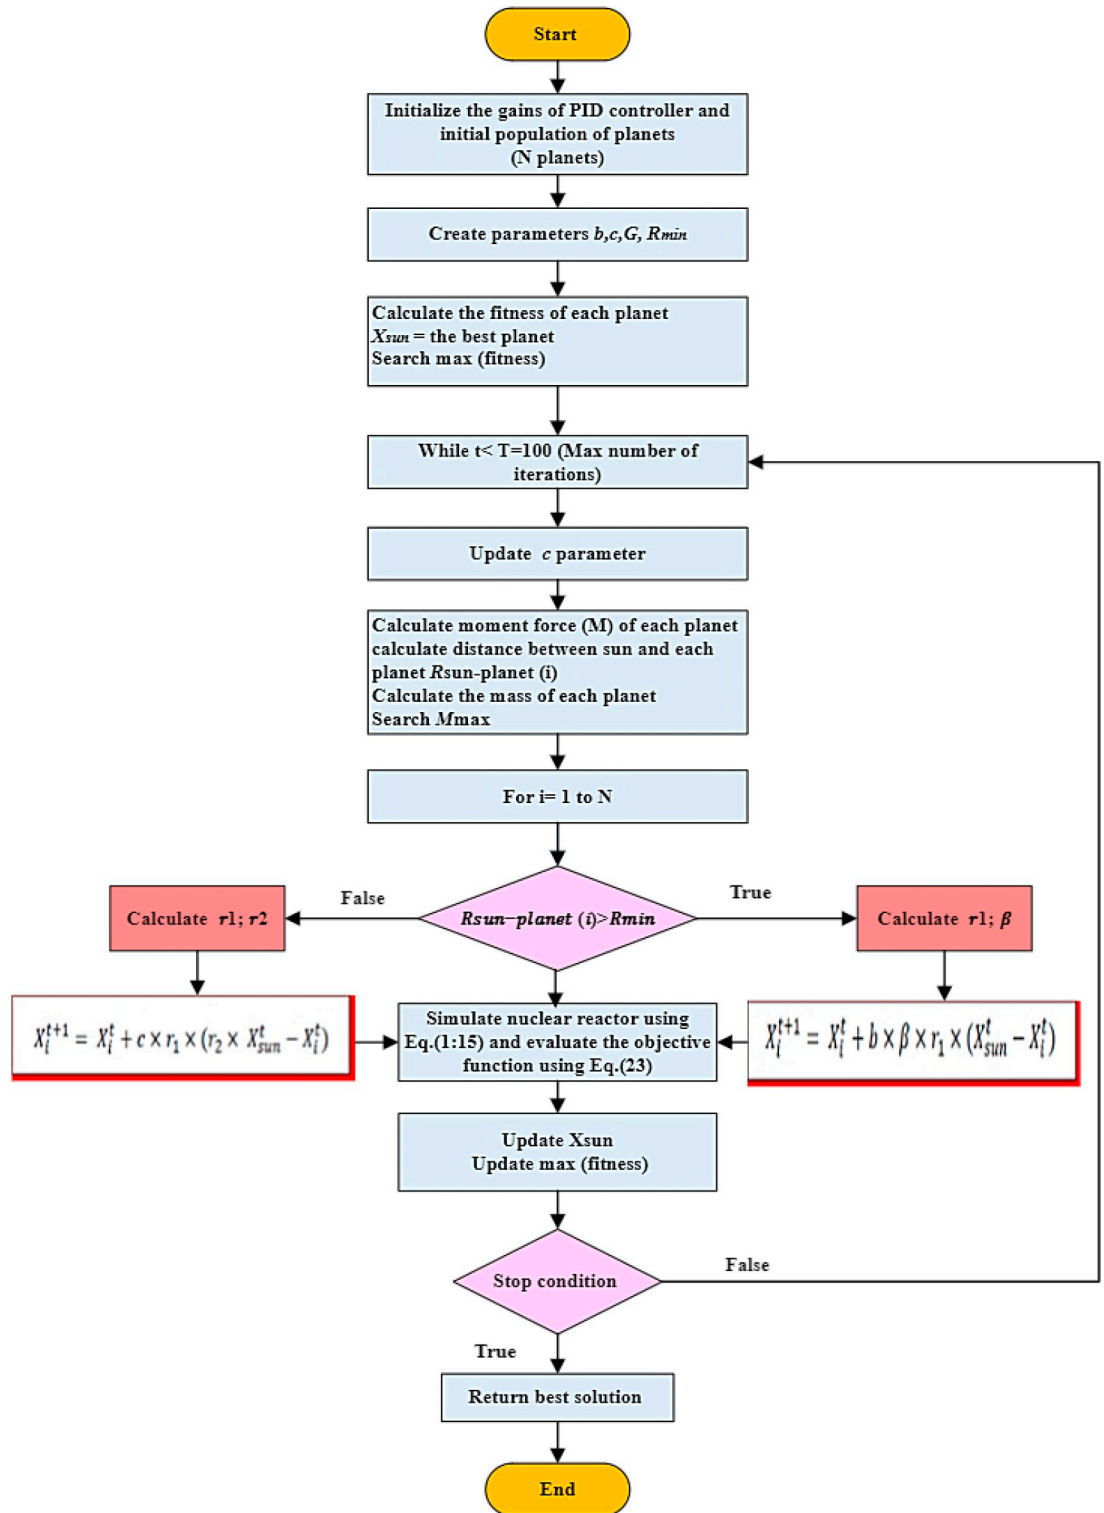 Start
Initialize the gains of PID controller and
initial population of planets
(N planets)
Create parameters b,c,G, Rmin
Calculate the fitness of each planet
Xsun = the best planet
Search max (fitness)
While t< T=100 (Max number of
iterations)
Update c parameter
Calculate moment force (M) of each planet
calculate distance between sun and each
planet Rsun-planet (i)
Calculate the mass of each planet
Search Mmax
For i= 1 to N
False
True
Calculate r1; r2
Rsun−planet (i)>Rmin
Calculate r1; β
X_i^{t+1} = X_i^t + c × r_1 × (r_2 × X_{sun}^t − X_i^t)
Simulate nuclear reactor using
Eq.(1:15) and evaluate the objective
function using Eq.(23)
X_i^{t+1} = X_i^t + b × β × r_1 × (X_{sun}^t − X_i^t)
Update Xsun
Update max (fitness)
Stop condition
False
True
Return best solution
End